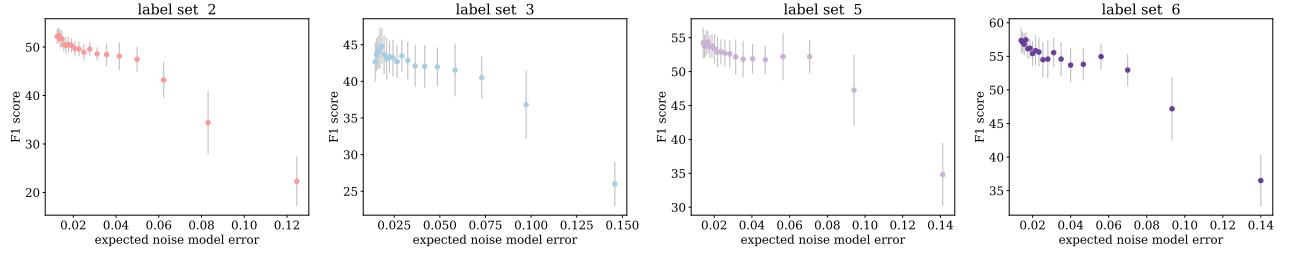 label set 2
F1 score
50
40
30
20
0.02 0.04 0.06 0.08 0.10 0.12
expected noise model error
label set 3
F1 score
45
40
35
30
25
0.025 0.050 0.075 0.100 0.125 0.150
expected noise model error
label set 5
F1 score
55
50
45
40
35
30
0.02 0.04 0.06 0.08 0.10 0.12 0.14
expected noise model error
label set 6
F1 score
60
55
50
45
40
35
0.02 0.04 0.06 0.08 0.10 0.12 0.14
expected noise model error